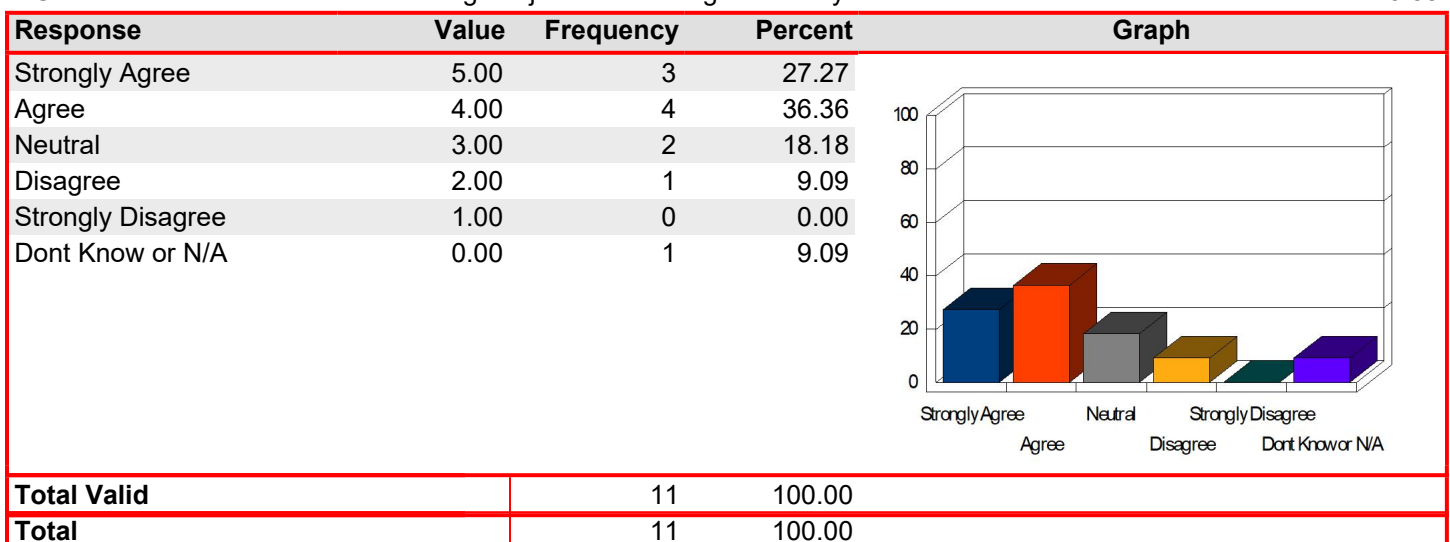 Response Value Frequency Percent Graph
Strongly Agree 5.00 3 27.27
Agree 4.00 4 36.36
Neutral 3.00 2 18.18
Disagree 2.00 1 9.09
Strongly Disagree 1.00 0 0.00
Dont Know or N/A 0.00 1 9.09
100
80
60
40
20
0
Strongly Agree Neutral Strongly Disagree
Agree Disagree Dont Know or N/A
Total Valid 11 100.00
Total 11 100.00